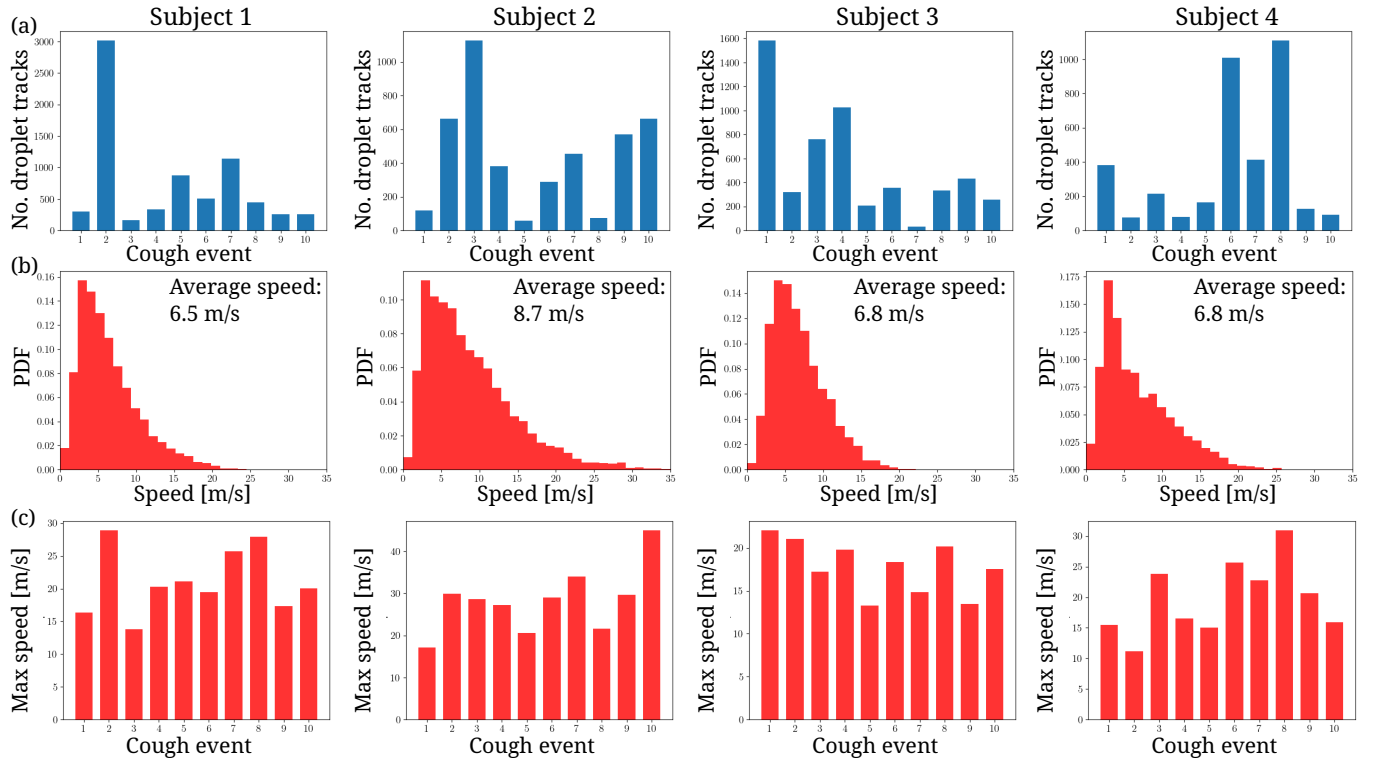 (a)
Subject 1
Subject 2
Subject 3
Subject 4
No. droplet tracks
3000
2500
2000
1500
1000
500
0
1 2 3 4 5 6 7 8 9 10
Cough event
No. droplet tracks
1000
800
600
400
200
0
1 2 3 4 5 6 7 8 9 10
Cough event
No. droplet tracks
1600
1400
1200
1000
800
600
400
200
0
1 2 3 4 5 6 7 8 9 10
Cough event
No. droplet tracks
1000
800
600
400
200
0
1 2 3 4 5 6 7 8 9 10
Cough event
(b)
PDF
0.16
0.14
0.12
0.10
0.08
0.06
0.04
0.02
0.00
Average speed:
6.5 m/s
0 5 10 15 20 25 30 35
Speed [m/s]
PDF
0.10
0.08
0.06
0.04
0.02
0.00
Average speed:
8.7 m/s
0 5 10 15 20 25 30 35
Speed [m/s]
PDF
0.14
0.12
0.10
0.08
0.06
0.04
0.02
0.00
Average speed:
6.8 m/s
0 5 10 15 20 25 30 35
Speed [m/s]
PDF
0.175
0.150
0.125
0.100
0.075
0.050
0.025
0.000
Average speed:
6.8 m/s
0 5 10 15 20 25 30 35
Speed [m/s]
(c)
Max speed [m/s]
30
25
20
15
10
5
0
1 2 3 4 5 6 7 8 9 10
Cough event
Max speed [m/s]
40
30
20
10
0
1 2 3 4 5 6 7 8 9 10
Cough event
Max speed [m/s]
20
15
10
5
0
1 2 3 4 5 6 7 8 9 10
Cough event
Max speed [m/s]
30
25
20
15
10
5
0
1 2 3 4 5 6 7 8 9 10
Cough event